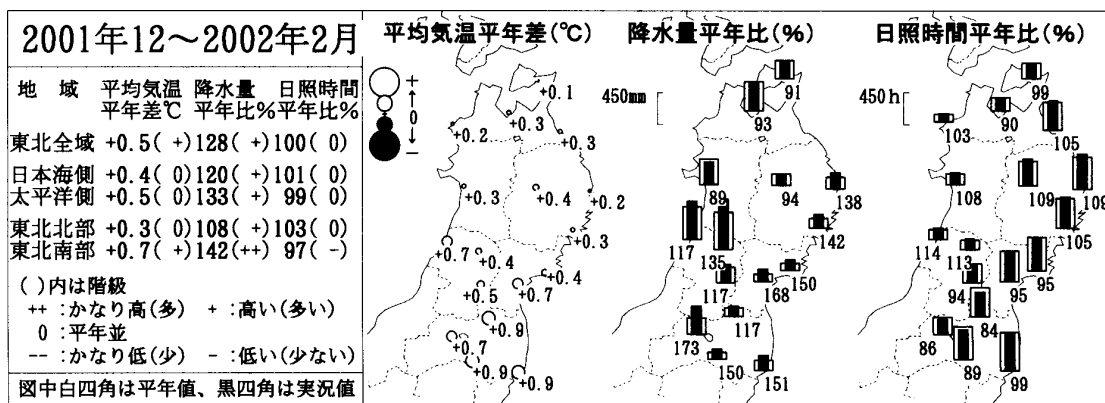 2001年12～2002年2月
地 域 平均気温 降水量 日照時間
平年差℃ 平年比% 平年比%
東北全域 +0.5( +) 128( +) 100( 0)
日本海側 +0.4( 0) 120( +) 101( 0)
太平洋側 +0.5( 0) 133( +) 99( 0)
東北北部 +0.3( 0) 108( +) 103( 0)
東北南部 +0.7( +) 142(++) 97( -)
( )内は階級
++ :かなり高(多) + :高い(多い)
0 :平年並
-- :かなり低(少) - :低い(少ない)
図中白四角は平年値、黒四角は実況値
平均気温平年差(℃)
+
0
-
+0.1
+0.3
+0.2
+0.3
+0.3
+0.4
+0.2
+0.3
+0.7
+0.4
+0.4
+0.5
+0.7
+0.9
+0.7
+0.9
+0.9
降水量平年比(%)
450mm
91
93
89
94
138
142
117
135
150
117
168
117
173
150
151
日照時間平年比(%)
450h
99
90
103
105
108
109
109
105
114
113
95
94
95
84
86
89
99